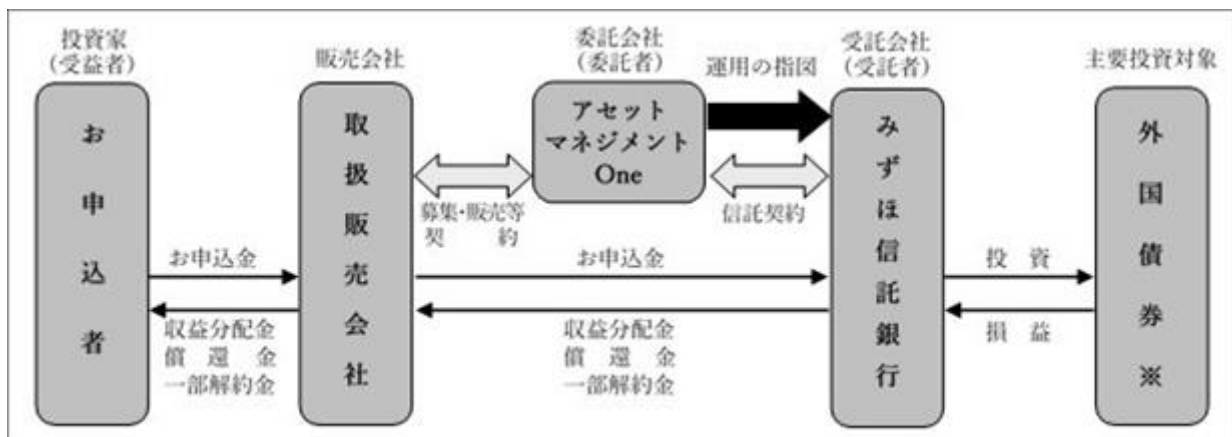 投資家
(受益者)
お申込者
販売会社
取扱販売会社
委託会社
(委託者)
アセット
マネジメント
One
運用の指図
受託会社
(受託者)
みずほ信託銀行
主要投資対象
外国債券※
募集・販売等
契約
信託契約
お申込金
収益分配金
償還金
一部解約金
お申込金
収益分配金
償還金
一部解約金
投資
損益